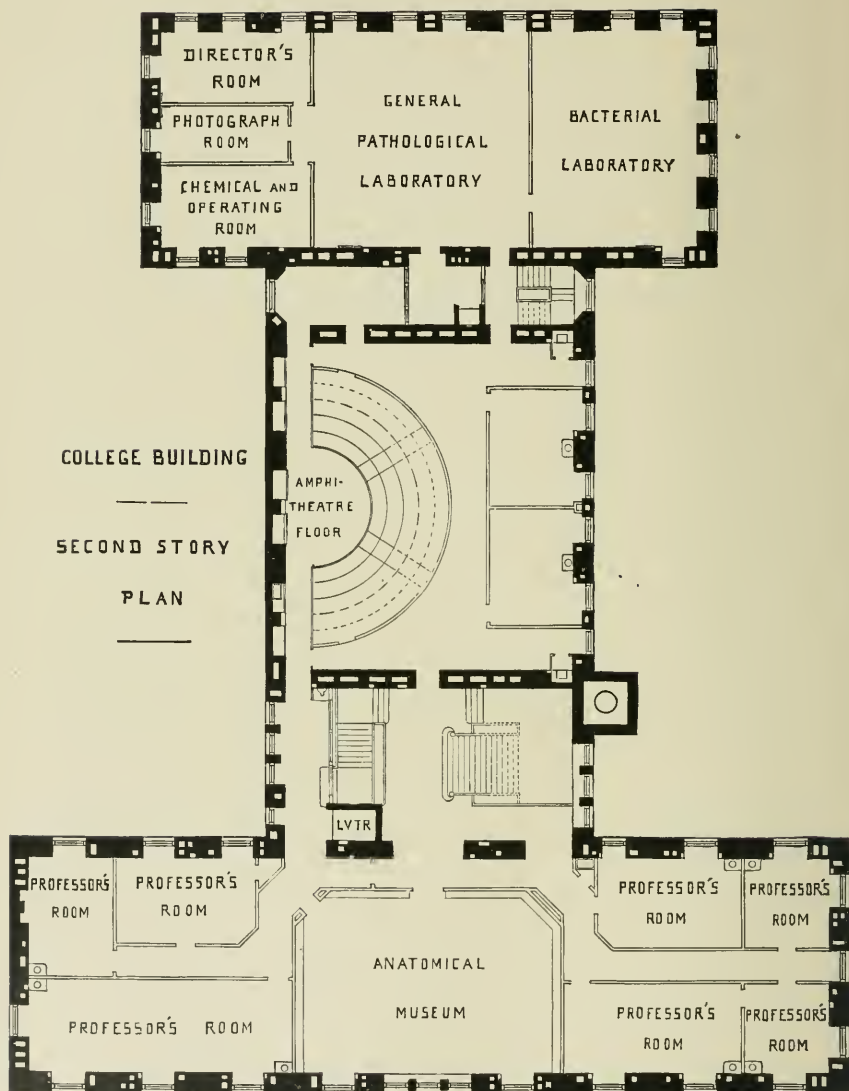 DIRECTOR'S
ROOM
PHOTOGRAPH
ROOM
CHEMICAL AND
OPERATING
ROOM
GENERAL
PATHOLOGICAL
LABORATORY
BACTERIAL
LABORATORY
COLLEGE BUILDING
SECOND STORY
PLAN
AMPHI-
THEATRE
FLOOR
LVTR
PROFESSOR'S
ROOM
PROFESSOR'S
ROOM
PROFESSOR'S ROOM
ANATOMICAL
MUSEUM
PROFESSOR'S
ROOM
PROFESSOR'S
ROOM
PROFESSOR'S
ROOM
PROFESSOR'S
ROOM